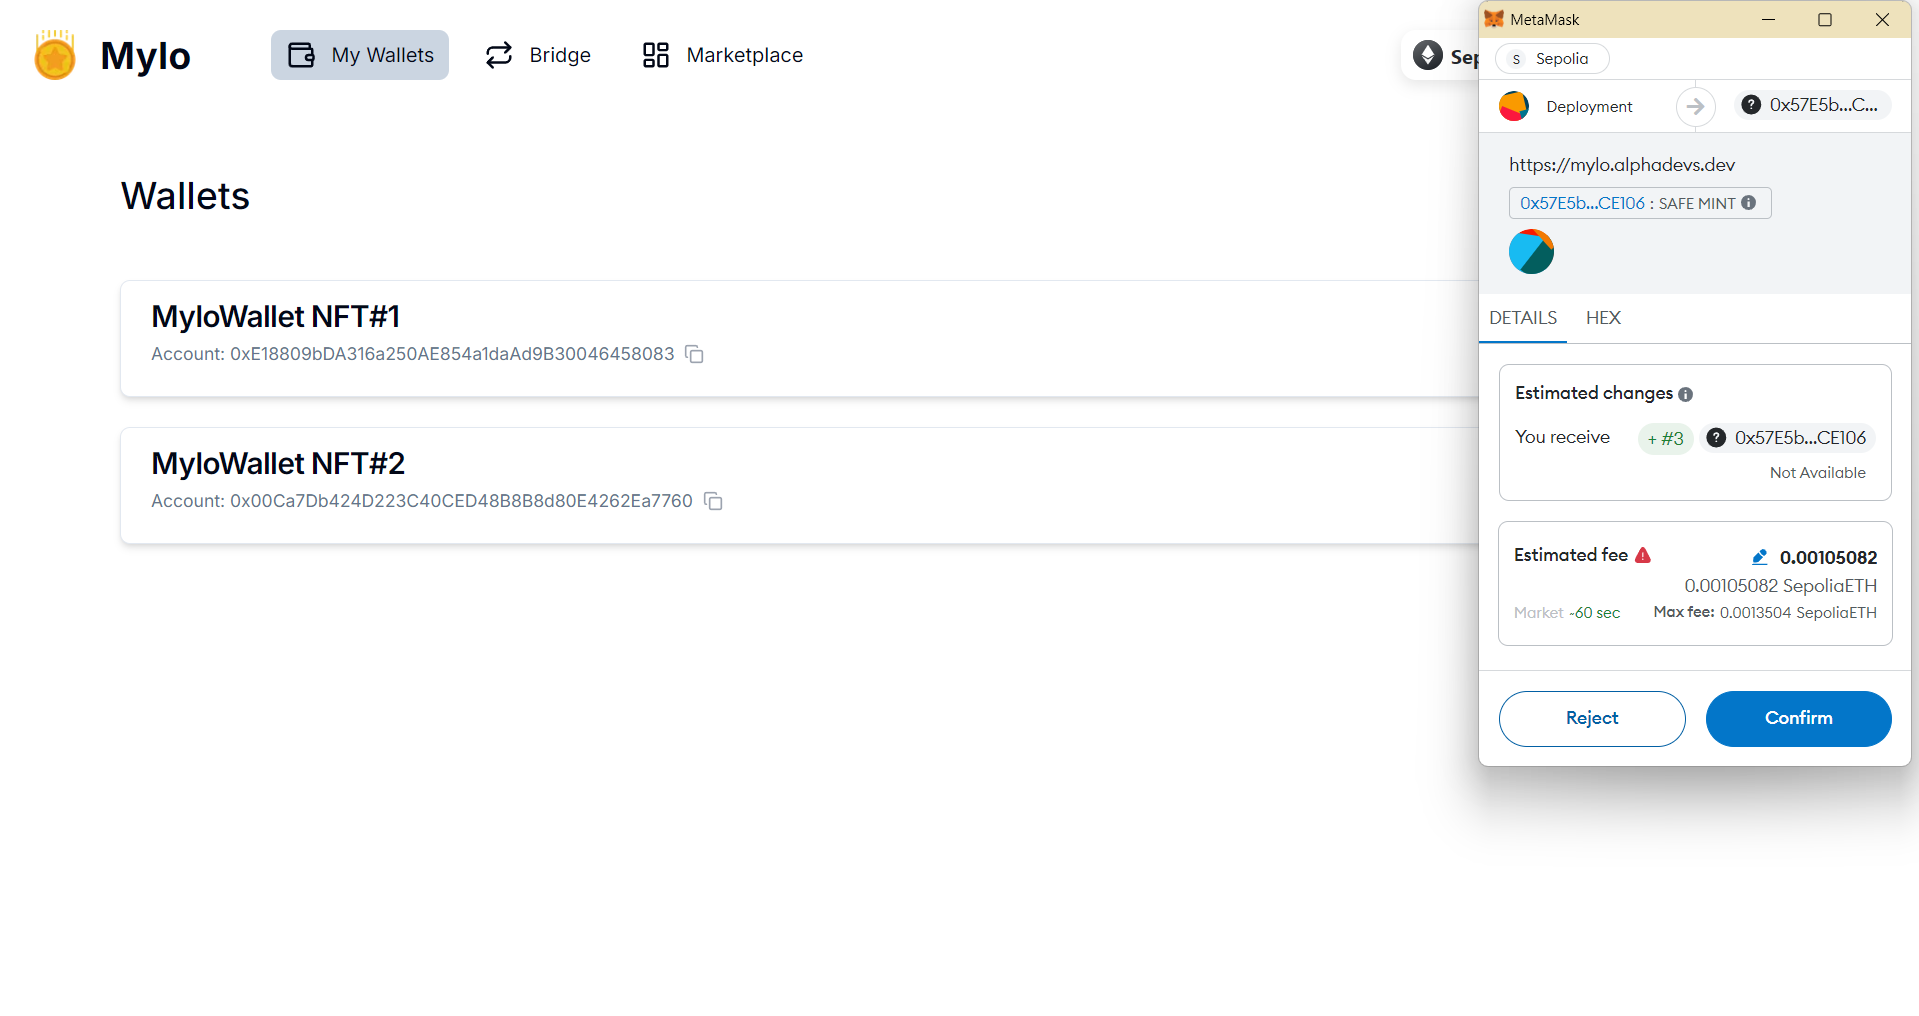 Mylo
My Wallets
Bridge
Marketplace
Sep
Wallets
MyloWallet NFT#1
Account: 0xE18809bDA316a250AE854a1daAd9B30046458083
MyloWallet NFT#2
Account: 0x00Ca7Db424D223C40CED48B8B8d80E4262Ea7760
MetaMask
S Sepolia
Deployment
? 0x57E5b...C...
https://mylo.alphadevs.dev
0x57E5b...CE106 : SAFE MINT
DETAILS HEX
Estimated changes
You receive + #3 ? 0x57E5b...CE106
Not Available
Estimated fee 0.00105082
0.00105082 SepoliaETH
Market ~60 sec Max fee: 0.0013504 SepoliaETH
Reject Confirm